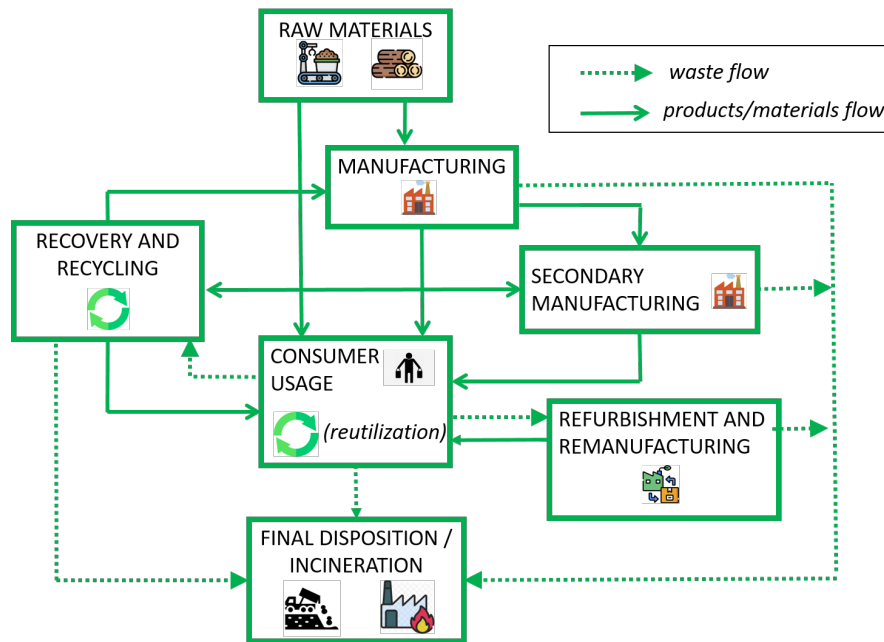 RAW MATERIALS
waste flow
products/materials flow
MANUFACTURING
RECOVERY AND
RECYCLING
SECONDARY
MANUFACTURING
CONSUMER
USAGE
(reutilization)
REFURBISHMENT AND
REMANUFACTURING
FINAL DISPOSITION /
INCINERATION